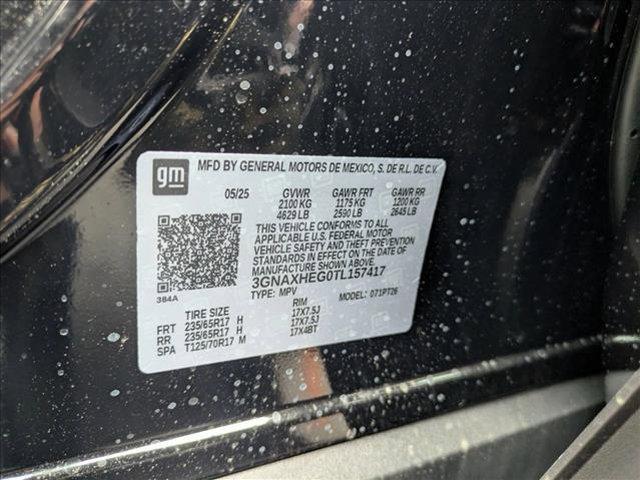 gm
MFD BY GENERAL MOTORS DE MEXICO, S. DE R.L. DE C.V.
05/25 GVWR GAWR FRT GAWR RR
2100 KG 1175 KG 1200 KG
4629 LB 2590 LB 2645 LB
THIS VEHICLE CONFORMS TO ALL
APPLICABLE U.S. FEDERAL MOTOR
VEHICLE SAFETY AND THEFT PREVENTION
STANDARDS IN EFFECT ON THE DATE OF
MANUFACTURE SHOWN ABOVE.
3GNAXHEG0TL157417
TYPE: MPV MODEL: 071PT26
384A
TIRE SIZE RIM
FRT 235/65R17 H 17X7.5J
RR 235/65R17 H 17X7.5J
SPA T125/70R17 M 17X4BT